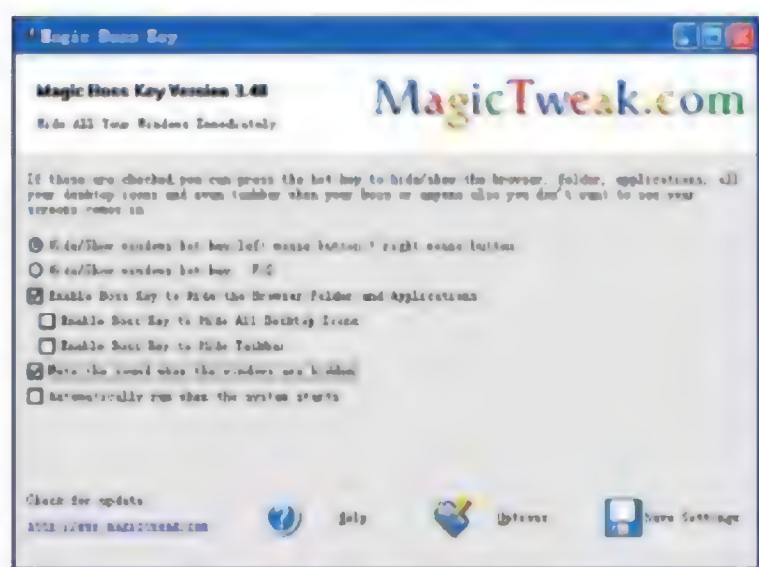 Magic Boss Key
Magic Boss Key Version 3.48
MagicTweak.com
Hide All Your Windows Immediately
If these are checked, you can press the hot key to hide/show the browser, folder, applications, all
your desktop icons and even taskbar when your boss or anyone else you don't want to see your
screens comes in
Hide/Show windows hot key: left mouse button + right mouse button
Hide/Show windows hot key:
Enable Boss Key to Hide the Browser Folder and Applications
Enable Boss Key to Hide All Desktop Icons
Enable Boss Key to Hide Taskbar
Mute the sound when the windows are hidden
Automatically run when the system starts
Check for update
http://www.magictweak.com
Help
Options
Save Settings